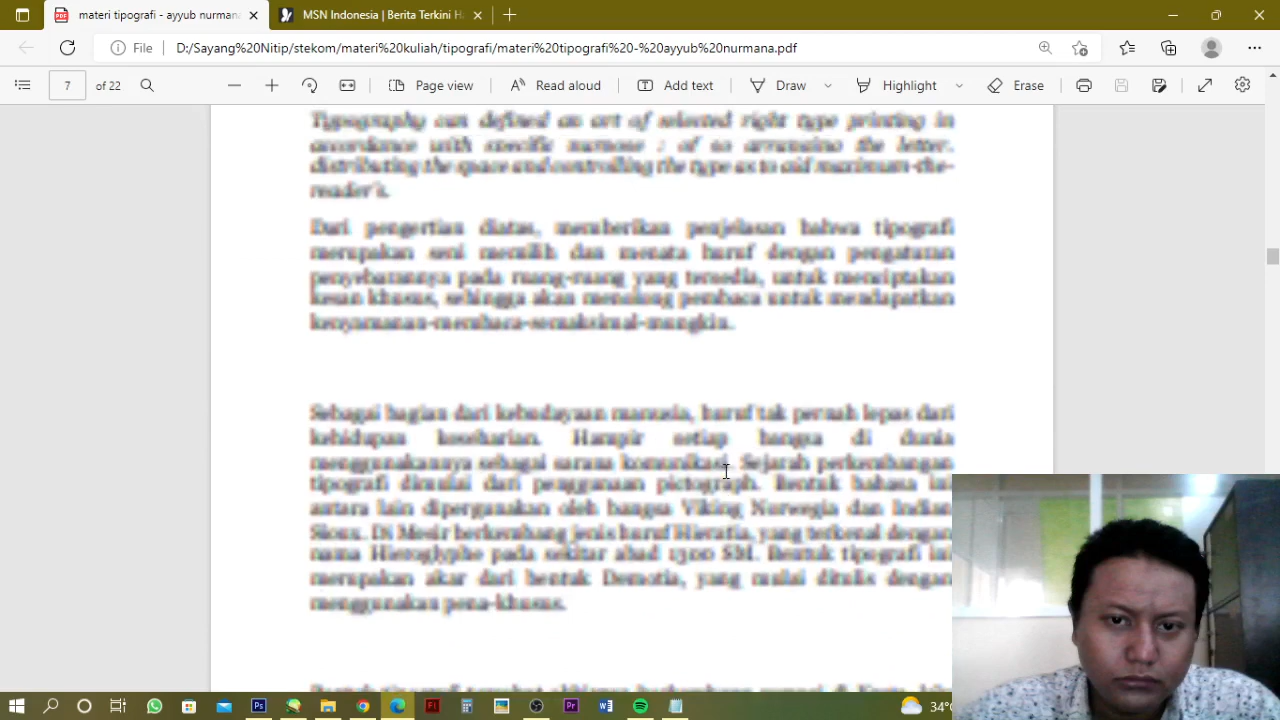 materi tipografi - ayyub nurmana
MSN Indonesia | Berita Terkini Ha
File D:/Sayang%20Nitip/stekom/materi%20kuliah/tipografi/materi%20tipografi%20-%20ayyub%20nurmana.pdf
7 of 22 Page view Read aloud Add text Draw Highlight Erase
Typography can defined an art of selected right type printing in
accordance with specific : of so the letter,
distributing the space and controlling the type as to aid maximum the
reader's.
Dari pengertian diatas, memberikan penjelasan bahwa tipografi
merupakan seni memilih dan menata huruf dengan pengaturan
penyebarannya pada ruang-ruang yang tersedia, untuk menciptakan
kesan khusus, sehingga akan menolong pembaca untuk mendapatkan
kenyamanan membaca semaksimal mungkin.
Sebagai bagian dari kebudayaan manusia, huruf tak pernah lepas dari
kehidupan keseharian. Hampir setiap bangsa di dunia
menggunakannya sebagai sarana komunikasi. Sejarah perkembangan
tipografi dimulai dari penggunaan pictograph. Bentuk bahasa ini
antara lain dipergunakan oleh bangsa Viking Norwegia dan Indian
Sioux. Di Mesir berkembang jenis huruf Hieratia, yang terkenal dengan
nama Hieroglyphe pada sekitar abad 1300 SM. Bentuk tipografi ini
merupakan akar dari bentuk Demotia, yang mulai ditulis dengan
menggunakan pena khusus.
34°